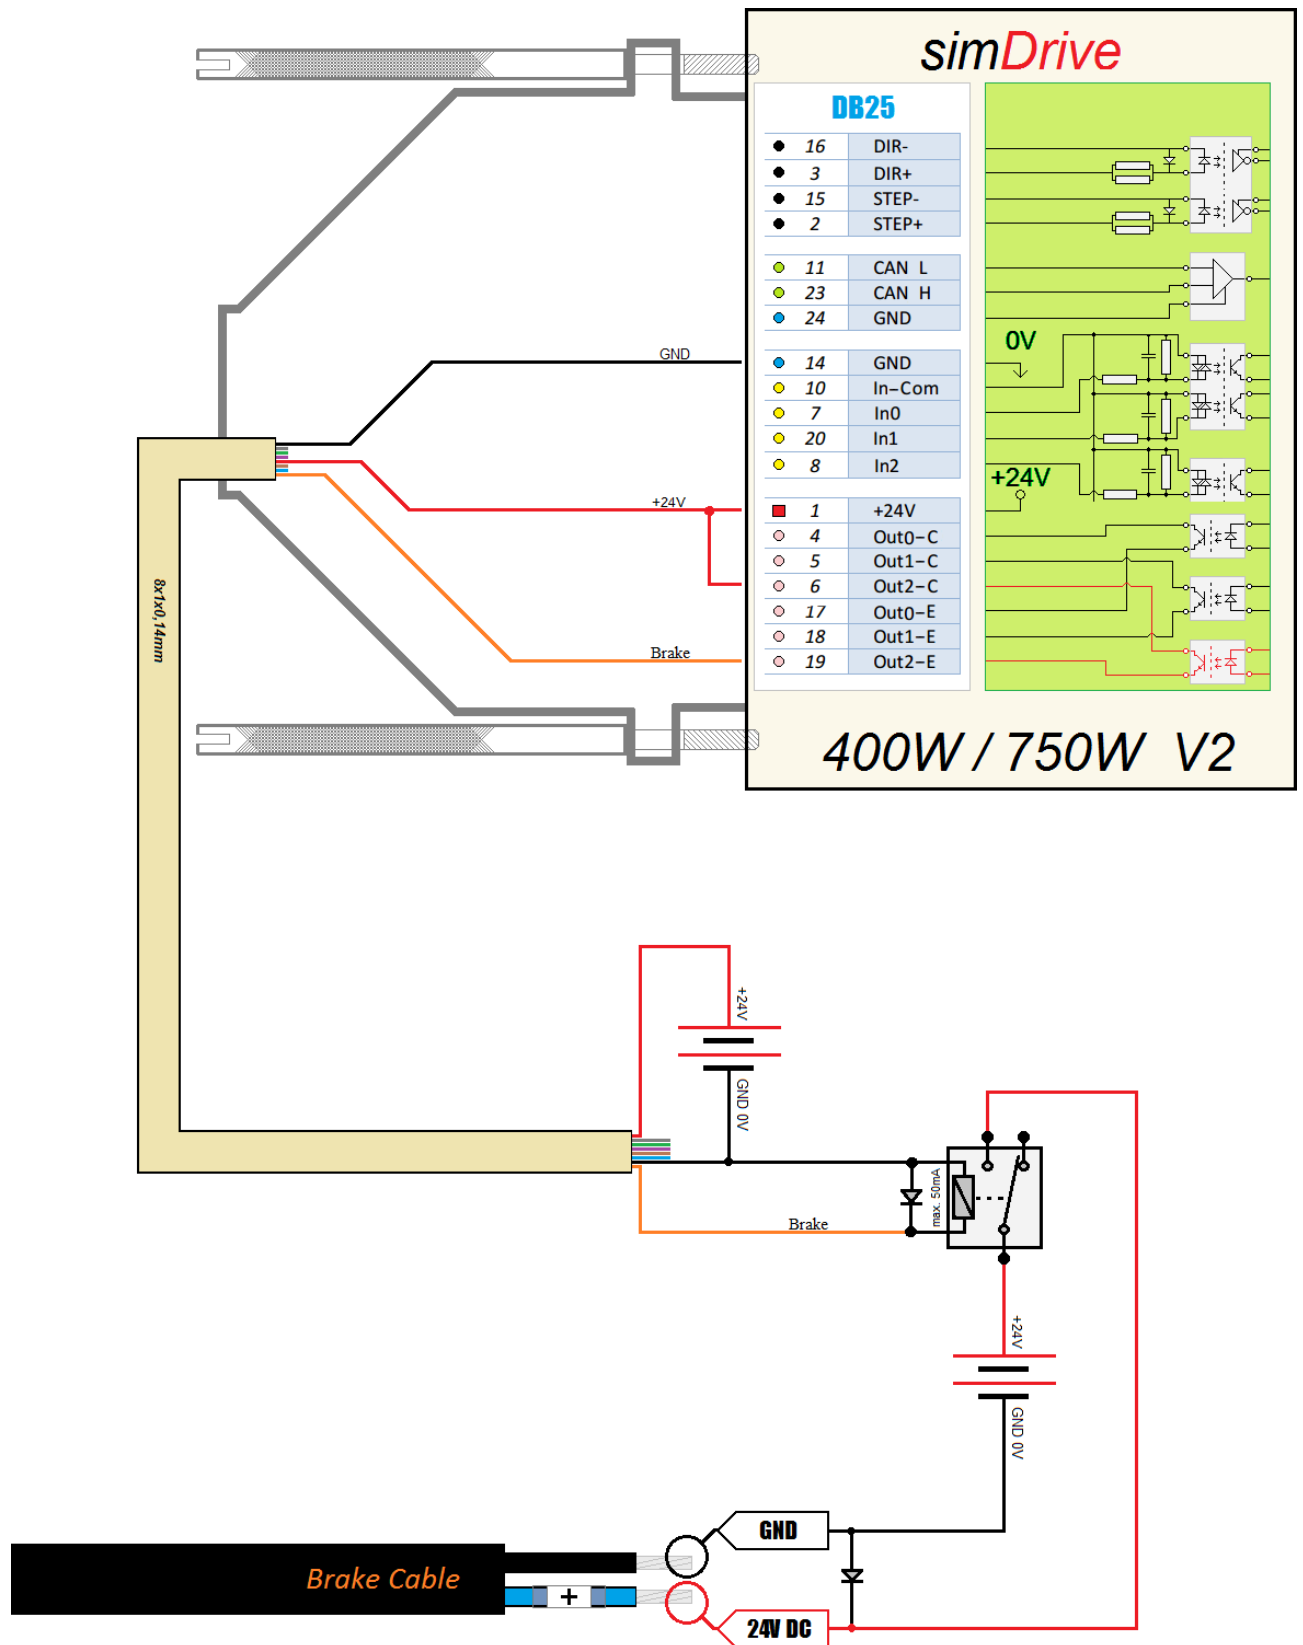 simDrive
DB25
16 DIR-
3 DIR+
15 STEP-
2 STEP+
11 CAN L
23 CAN H
24 GND
14 GND
10 In-Com
7 In0
20 In1
8 In2
1 +24V
4 Out0-C
5 Out1-C
6 Out2-C
17 Out0-E
18 Out1-E
19 Out2-E
0V
+24V
GND
+24V
Brake
400W / 750W V2
8x1x0,14mm
+24V
GND 0V
max. 50mA
Brake
+24V
GND 0V
GND
Brake Cable
+
24V DC